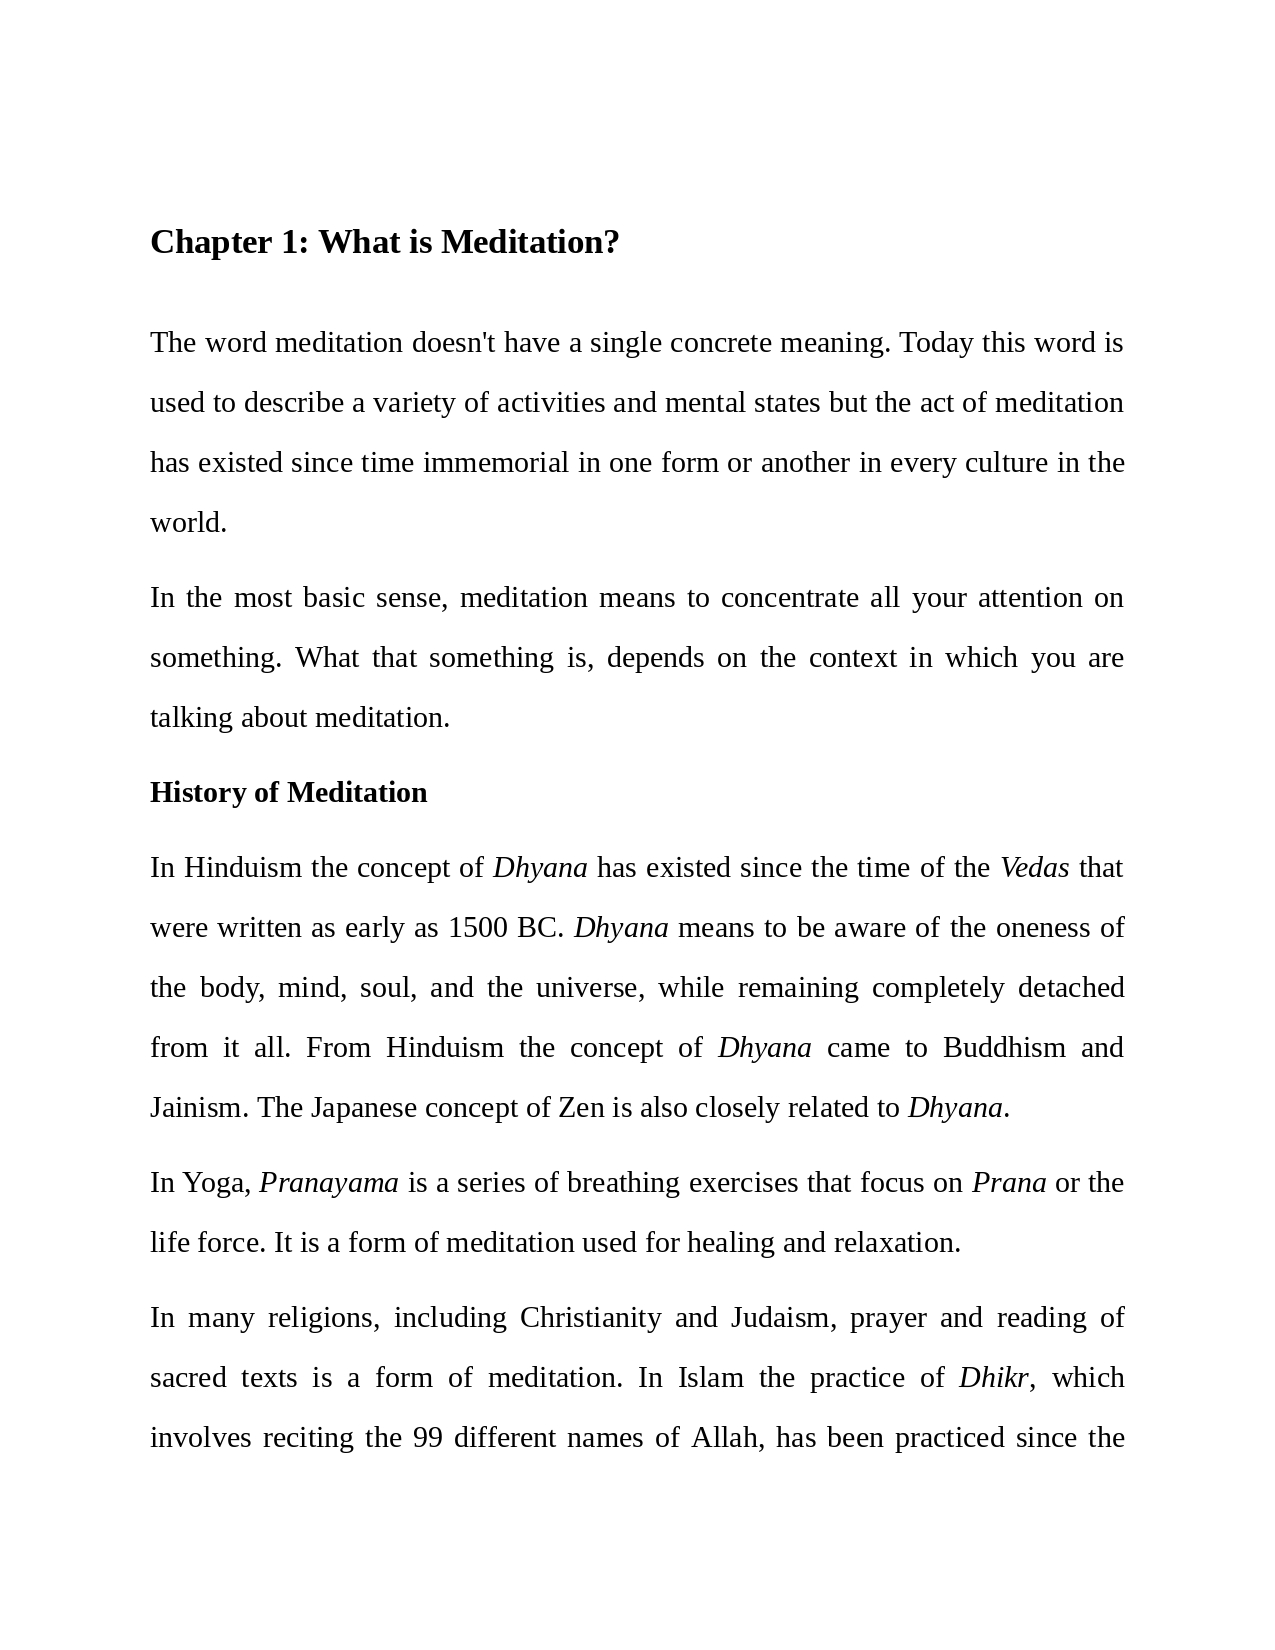 Chapter 1: What is Meditation?
The word meditation doesn't have a single concrete meaning. Today this word is
used to describe a variety of activities and mental states but the act of meditation
has existed since time immemorial in one form or another in every culture in the
world.
In the most basic sense, meditation means to concentrate all your attention on
something. What that something is, depends on the context in which you are
talking about meditation.
History of Meditation
In Hinduism the concept of Dhyana has existed since the time of the Vedas that
were written as early as 1500 BC. Dhyana means to be aware of the oneness of
the body, mind, soul, and the universe, while remaining completely detached
from it all. From Hinduism the concept of Dhyana came to Buddhism and
Jainism. The Japanese concept of Zen is also closely related to Dhyana.
In Yoga, Pranayama is a series of breathing exercises that focus on Prana or the
life force. It is a form of meditation used for healing and relaxation.
In many religions, including Christianity and Judaism, prayer and reading of
sacred texts is a form of meditation. In Islam the practice of Dhikr, which
involves reciting the 99 different names of Allah, has been practiced since the